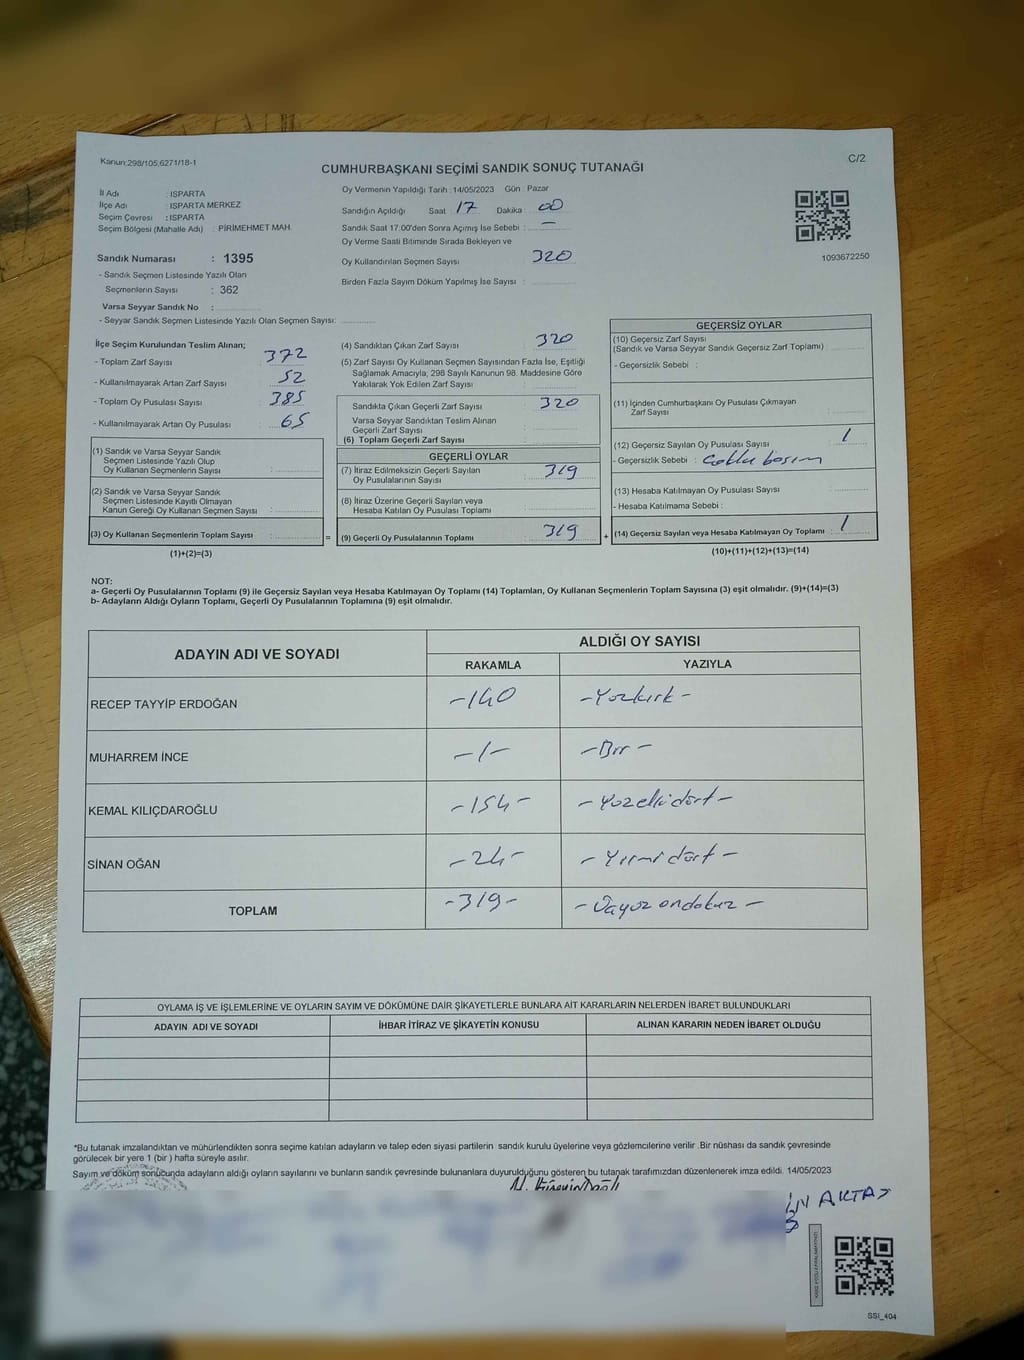 Kanun:298/105,6271/18-1
C/2
CUMHURBAŞKANI SEÇİMİ SANDIK SONUÇ TUTANAĞI
İl Adı : ISPARTA
İlçe Adı : ISPARTA MERKEZ
Seçim Çevresi : ISPARTA
Seçim Bölgesi (Mahalle Adı) : PİRİMEHMET MAH.
Sandık Numarası : 1395
- Sandık Seçmen Listesinde Yazılı Olan
Seçmenlerin Sayısı : 362
Varsa Seyyar Sandık No :
- Seyyar Sandık Seçmen Listesinde Yazılı Olan Seçmen Sayısı:
Oy Vermenin Yapıldığı Tarih : 14/05/2023 Gün : Pazar
Sandığın Açıldığı Saat 17 Dakika : 00
Sandık Saat 17.00'den Sonra Açımış İse Sebebi : —
Oy Verme Saati Bitiminde Sırada Bekleyen ve
Oy Kullandırılan Seçmen Sayısı 320
Birden Fazla Sayım Döküm Yapılmış İse Sayısı :
1093672250
İlçe Seçim Kurulundan Teslim Alınan;
- Toplam Zarf Sayısı 372
- Kullanılmayarak Artan Zarf Sayısı 52
- Toplam Oy Pusulası Sayısı 385
- Kullanılmayarak Artan Oy Pusulası : 65
(1) Sandık ve Varsa Seyyar Sandık
Seçmen Listesinde Yazılı Olup
Oy Kullanan Seçmenlerin Sayısı :
(2) Sandık ve Varsa Seyyar Sandık
Seçmen Listesinde Kayıtlı Olmayan
Kanun Gereği Oy Kullanan Seçmen Sayısı :
(3) Oy Kullanan Seçmenlerin Toplam Sayısı : =
(1)+(2)=(3)
(4) Sandıktan Çıkan Zarf Sayısı 320
(5) Zarf Sayısı Oy Kullanan Seçmen Sayısından Fazla İse, Eşitliği
Sağlamak Amacıyla, 298 Sayılı Kanunun 98. Maddesine Göre
Yakılarak Yok Edilen Zarf Sayısı
Sandıkta Çıkan Geçerli Zarf Sayısı 320
Varsa Seyyar Sandıktan Teslim Alınan
Geçerli Zarf Sayısı
(6) Toplam Geçerli Zarf Sayısı
GEÇERLİ OYLAR
(7) İtiraz Edilmeksizin Geçerli Sayılan
Oy Pusulalarının Sayısı 319
(8) İtiraz Üzerine Geçerli Sayılan veya
Hesaba Katılan Oy Pusulası Toplamı
(9) Geçerli Oy Pusulalarının Toplamı 319 +
GEÇERSİZ OYLAR
(10) Geçersiz Zarf Sayısı
(Sandık ve Varsa Seyyar Sandık Geçersiz Zarf Toplamı) :
- Geçersizlik Sebebi :
(11) İçinden Cumhurbaşkanı Oy Pusulası Çıkmayan
Zarf Sayısı :
(12) Geçersiz Sayılan Oy Pusulası Sayısı 1
- Geçersizlik Sebebi : basım
(13) Hesaba Katılmayan Oy Pusulası Sayısı
- Hesaba Katılmama Sebebi :
(14) Geçersiz Sayılan veya Hesaba Katılmayan Oy Toplamı : 1
(10)+(11)+(12)+(13)=(14)
NOT:
a- Geçerli Oy Pusulalarının Toplamı (9) ile Geçersiz Sayılan veya Hesaba Katılmayan Oy Toplamı (14) Toplamları, Oy Kullanan Seçmenlerin Toplam Sayısına (3) eşit olmalıdır. (9)+(14)=(3)
b- Adayların Aldığı Oyların Toplamı, Geçerli Oy Pusulalarının Toplamına (9) eşit olmalıdır.
ADAYIN ADI VE SOYADI
ALDIĞI OY SAYISI
RAKAMLA YAZIYLA
RECEP TAYYİP ERDOĞAN -140 -Yüzkırk-
MUHARREM İNCE -1- -Bir-
KEMAL KILIÇDAROĞLU -154- -Yüzellidört-
SİNAN OĞAN -24- -Yirmidört-
TOPLAM -319- -Üçyüzondokuz-
OYLAMA İŞ VE İŞLEMLERİNE VE OYLARIN SAYIM VE DÖKÜMÜNE DAİR ŞİKAYETLERLE BUNLARA AİT KARARLARIN NELERDEN İBARET BULUNDUKLARI
ADAYIN ADI VE SOYADI İHBAR İTİRAZ VE ŞİKAYETİN KONUSU ALINAN KARARIN NEDEN İBARET OLDUĞU
*Bu tutanak imzalandıktan ve mühürlendikten sonra seçime katılan adayların ve talep eden siyasi partilerin sandık kurulu üyelerine veya gözlemcilerine verilir .Bir nüshası da sandık çevresinde
görülecek bir yere 1 (bir ) hafta süreyle asılır.
Sayım ve döküm sonucunda adayların aldığı oyların sayılarını ve bunların sandık çevresinde bulunanlara duyurulduğunu gösteren bu tutanak tarafımızdan düzenlenerek imza edildi. 14/05/2023
AKTAŞ
SSI_404